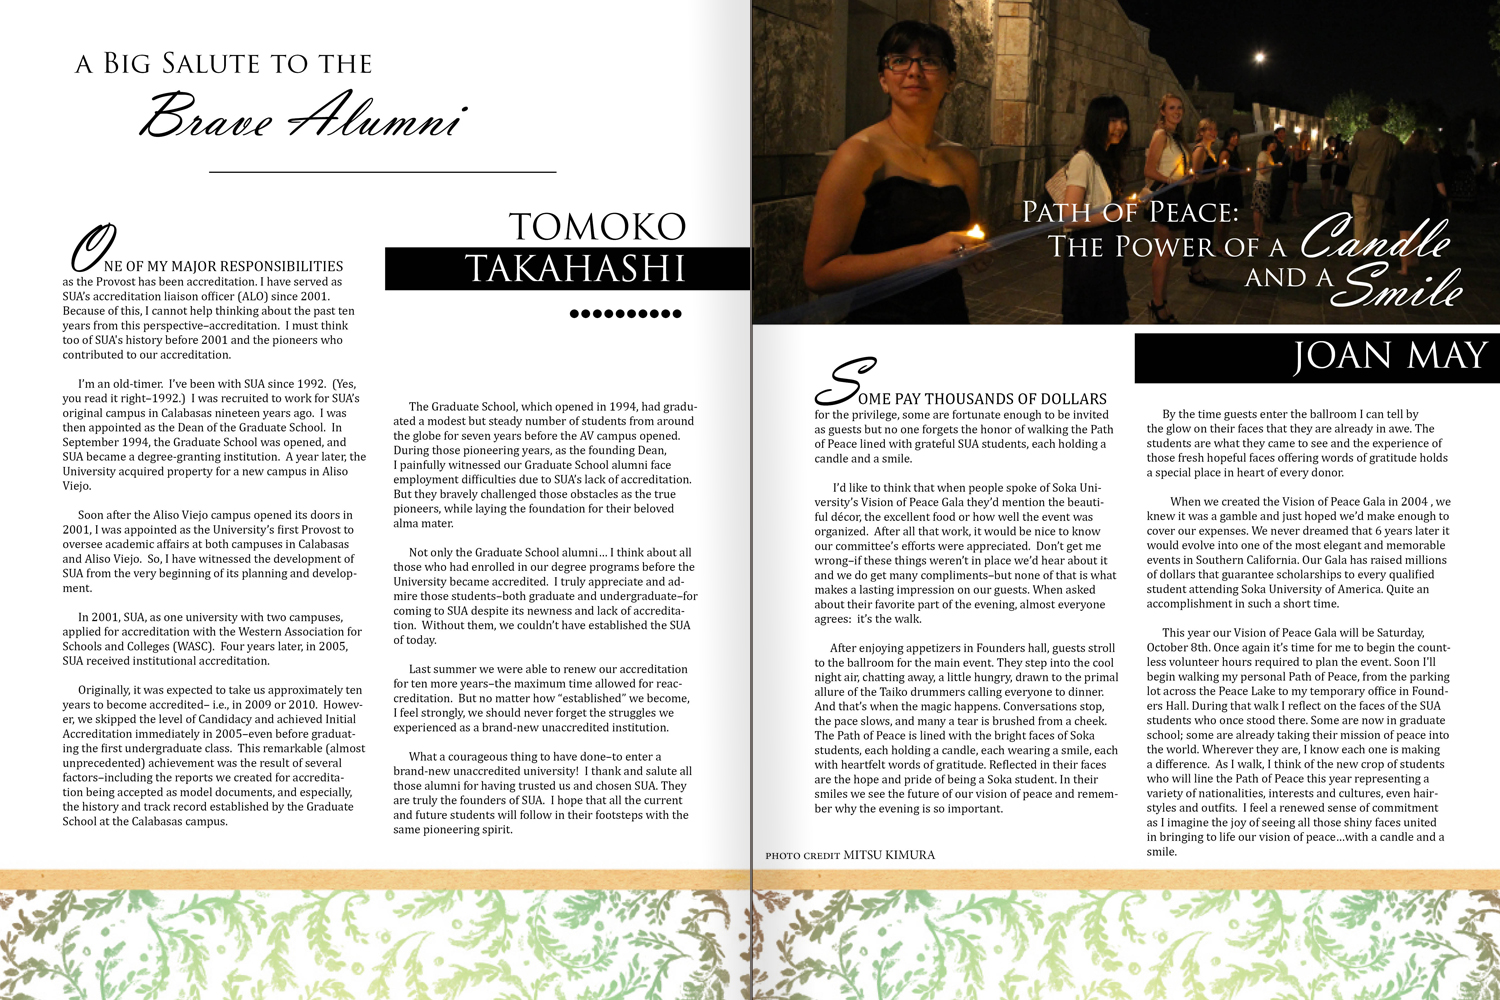 A Big Salute to the
Brave Alumni
TOMOKO
TAKAHASHI
ONE OF MY MAJOR RESPONSIBILITIES
as the Provost has been accreditation. I have served as
SUA's accreditation liaison officer (ALO) since 2001.
Because of this, I cannot help thinking about the past ten
years from this perspective–accreditation.  I must think
too of SUA's history before 2001 and the pioneers who
contributed to our accreditation.
I'm an old-timer.  I've been with SUA since 1992.  (Yes,
you read it right–1992.)  I was recruited to work for SUA's
original campus in Calabasas nineteen years ago.  I was
then appointed as the Dean of the Graduate School.  In
September 1994, the Graduate School was opened, and
SUA became a degree-granting institution.  A year later, the
University acquired property for a new campus in Aliso
Viejo.
Soon after the Aliso Viejo campus opened its doors in
2001, I was appointed as the University's first Provost to
oversee academic affairs at both campuses in Calabasas
and Aliso Viejo.  So, I have witnessed the development of
SUA from the very beginning of its planning and develop-
ment.
In 2001, SUA, as one university with two campuses,
applied for accreditation with the Western Association for
Schools and Colleges (WASC).  Four years later, in 2005,
SUA received institutional accreditation.
Originally, it was expected to take us approximately ten
years to become accredited– i.e., in 2009 or 2010.  Howev-
er, we skipped the level of Candidacy and achieved Initial
Accreditation immediately in 2005–even before graduat-
ing the first undergraduate class.  This remarkable (almost
unprecedented) achievement was the result of several
factors–including the reports we created for accredita-
tion being accepted as model documents, and especially,
the history and track record established by the Graduate
School at the Calabasas campus.
The Graduate School, which opened in 1994, had gradu-
ated a modest but steady number of students from around
the globe for seven years before the AV campus opened.
During those pioneering years, as the founding Dean,
I painfully witnessed our Graduate School alumni face
employment difficulties due to SUA's lack of accreditation.
But they bravely challenged those obstacles as the true
pioneers, while laying the foundation for their beloved
alma mater.
Not only the Graduate School alumni… I think about all
those who had enrolled in our degree programs before the
University became accredited.  I truly appreciate and ad-
mire those students–both graduate and undergraduate–for
coming to SUA despite its newness and lack of accredita-
tion.  Without them, we couldn't have established the SUA
of today.
Last summer we were able to renew our accreditation
for ten more years–the maximum time allowed for reac-
creditation.  But no matter how "established" we become,
I feel strongly, we should never forget the struggles we
experienced as a brand-new unaccredited institution.
What a courageous thing to have done–to enter a
brand-new unaccredited university!  I thank and salute all
those alumni for having trusted us and chosen SUA. They
are truly the founders of SUA.  I hope that all the current
and future students will follow in their footsteps with the
same pioneering spirit.
Path of Peace:
The Power of a Candle
and a Smile
JOAN MAY
SOME PAY THOUSANDS OF DOLLARS
for the privilege, some are fortunate enough to be invited
as guests but no one forgets the honor of walking the Path
of Peace lined with grateful SUA students, each holding a
candle and a smile.
I'd like to think that when people spoke of Soka Uni-
versity's Vision of Peace Gala they'd mention the beauti-
ful décor, the excellent food or how well the event was
organized.  After all that work, it would be nice to know
our committee's efforts were appreciated.  Don't get me
wrong–if these things weren't in place we'd hear about it
and we do get many compliments–but none of that is what
makes a lasting impression on our guests. When asked
about their favorite part of the evening, almost everyone
agrees:  it's the walk.
After enjoying appetizers in Founders hall, guests stroll
to the ballroom for the main event. They step into the cool
night air, chatting away, a little hungry, drawn to the primal
allure of the Taiko drummers calling everyone to dinner.
And that's when the magic happens. Conversations stop,
the pace slows, and many a tear is brushed from a cheek.
The Path of Peace is lined with the bright faces of Soka
students, each holding a candle, each wearing a smile, each
with heartfelt words of gratitude. Reflected in their faces
are the hope and pride of being a Soka student. In their
smiles we see the future of our vision of peace and remem-
ber why the evening is so important.
By the time guests enter the ballroom I can tell by
the glow on their faces that they are already in awe. The
students are what they came to see and the experience of
those fresh hopeful faces offering words of gratitude holds
a special place in heart of every donor.
When we created the Vision of Peace Gala in 2004 , we
knew it was a gamble and just hoped we'd make enough to
cover our expenses. We never dreamed that 6 years later it
would evolve into one of the most elegant and memorable
events in Southern California. Our Gala has raised millions
of dollars that guarantee scholarships to every qualified
student attending Soka University of America. Quite an
accomplishment in such a short time.
This year our Vision of Peace Gala will be Saturday,
October 8th. Once again it's time for me to begin the count-
less volunteer hours required to plan the event. Soon I'll
begin walking my personal Path of Peace, from the parking
lot across the Peace Lake to my temporary office in Found-
ers Hall. During that walk I reflect on the faces of the SUA
students who once stood there. Some are now in graduate
school; some are already taking their mission of peace into
the world. Wherever they are, I know each one is making
a difference.  As I walk, I think of the new crop of students
who will line the Path of Peace this year representing a
variety of nationalities, interests and cultures, even hair-
styles and outfits.  I feel a renewed sense of commitment
as I imagine the joy of seeing all those shiny faces united
in bringing to life our vision of peace…with a candle and a
smile.
PHOTO CREDIT MITSU KIMURA